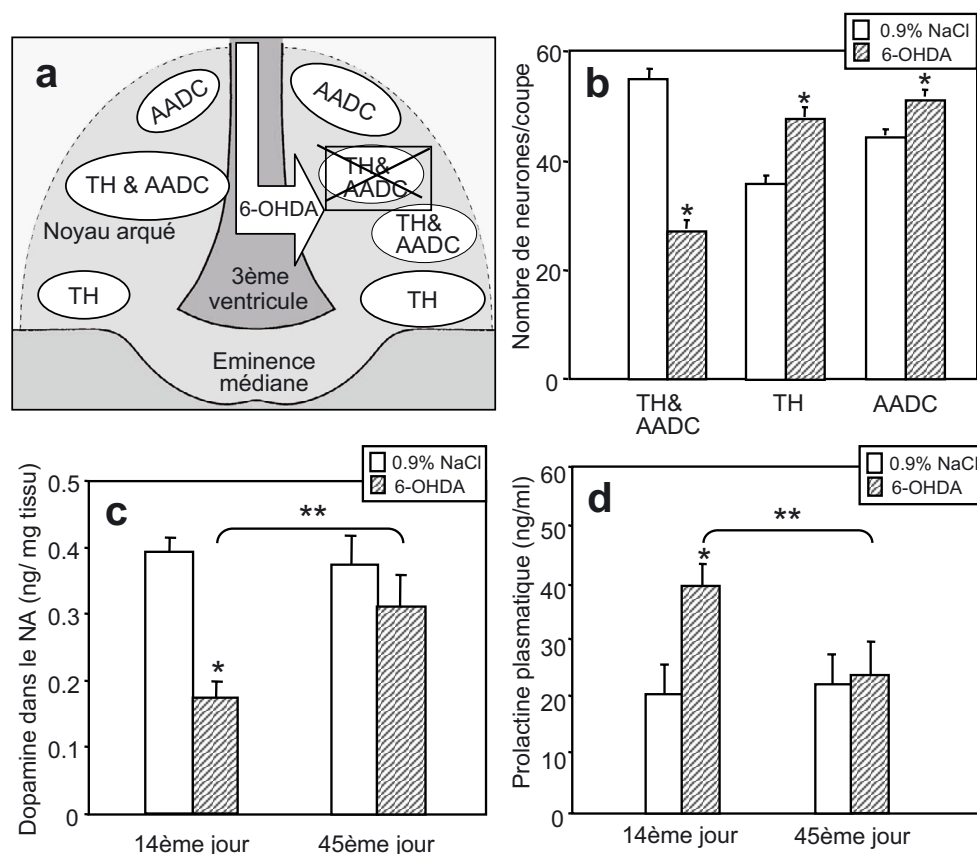 a
AADC
AADC
TH & AADC
TH&
AADC
6-OHDA
Noyau arqué
TH&
AADC
TH
3ème
ventricule
TH
Eminence
médiane
b
0.9% NaCl
6-OHDA
Nombre de neurones/coupe
60
40
20
0
*
*
*
TH&
AADC
TH
AADC
c
0.9% NaCl
6-OHDA
Dopamine dans le NA (ng/ mg tissu)
0.5
0.4
0.3
0.2
0.1
0
*
**
14ème jour
45ème jour
d
0.9% NaCl
6-OHDA
Prolactine plasmatique (ng/ml)
60
50
40
30
20
10
0
*
**
14ème jour
45ème jour